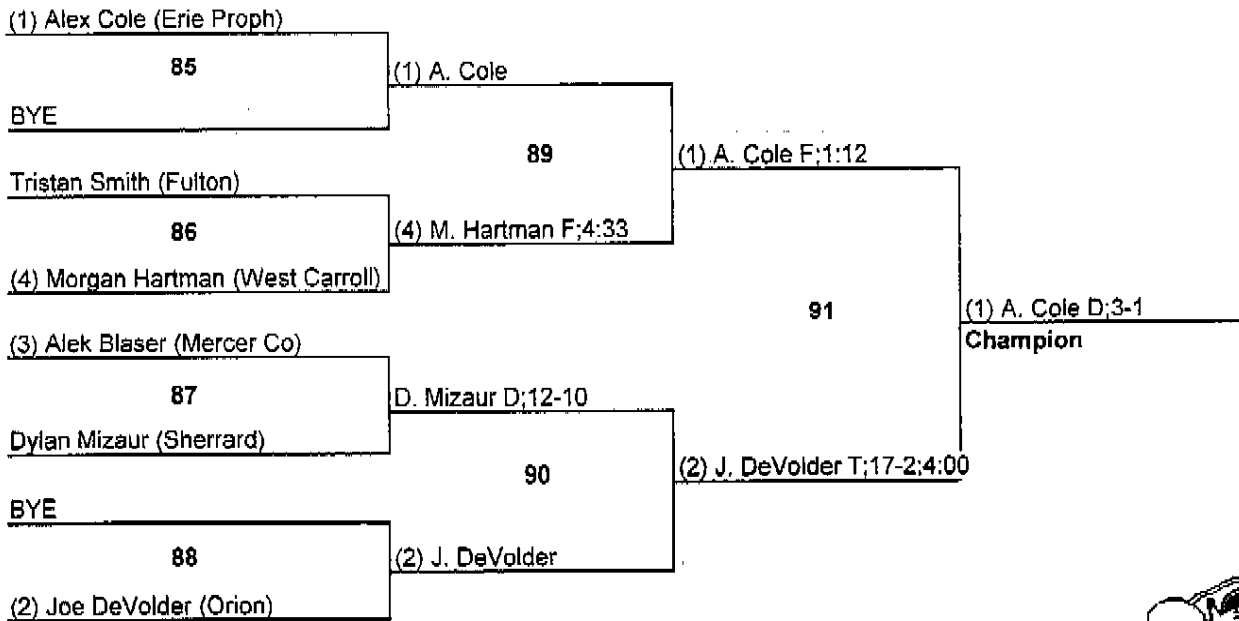 (1) Alex Cole (Erie Proph)
85
(1) A. Cole
BYE
89
(1) A. Cole F;1:12
Tristan Smith (Fulton)
86
(4) M. Hartman F;4:33
(4) Morgan Hartman (West Carroll)
91
(1) A. Cole D;3-1
Champion
(3) Alek Blaser (Mercer Co)
87
D. Mizaur D;12-10
Dylan Mizaur (Sherrard)
90
(2) J. DeVolder T;17-2;4:00
BYE
88
(2) J. DeVolder
(2) Joe DeVolder (Orion)